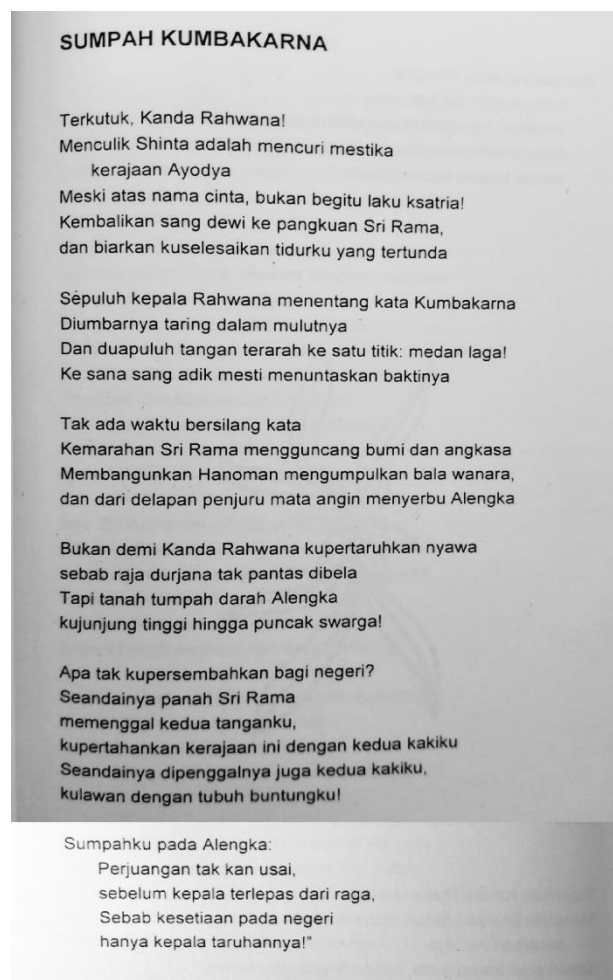 SUMPAH KUMBAKARNA
Terkutuk, Kanda Rahwana!
Menculik Shinta adalah mencuri mestika
kerajaan Ayodya
Meski atas nama cinta, bukan begitu laku ksatria!
Kembalikan sang dewi ke pangkuan Sri Rama,
dan biarkan kuselesaikan tidurku yang tertunda
Sepuluh kepala Rahwana menentang kata Kumbakarna
Diumbarnya taring dalam mulutnya
Dan duapuluh tangan terarah ke satu titik: medan laga!
Ke sana sang adik mesti menuntaskan baktinya
Tak ada waktu bersilang kata
Kemarahan Sri Rama mengguncang bumi dan angkasa
Membangunkan Hanoman mengumpulkan bala wanara,
dan dari delapan penjuru mata angin menyerbu Alengka
Bukan demi Kanda Rahwana kupertaruhkan nyawa
sebab raja durjana tak pantas dibela
Tapi tanah tumpah darah Alengka
kujunjung tinggi hingga puncak swarga!
Apa tak kupersembahkan bagi negeri?
Seandainya panah Sri Rama
memenggal kedua tanganku,
kupertahankan kerajaan ini dengan kedua kakiku
Seandainya dipenggalnya juga kedua kakiku,
kulawan dengan tubuh buntungku!
Sumpahku pada Alengka:
Perjuangan tak kan usai,
sebelum kepala terlepas dari raga,
Sebab kesetiaan pada negeri
hanya kepala taruhannya!"